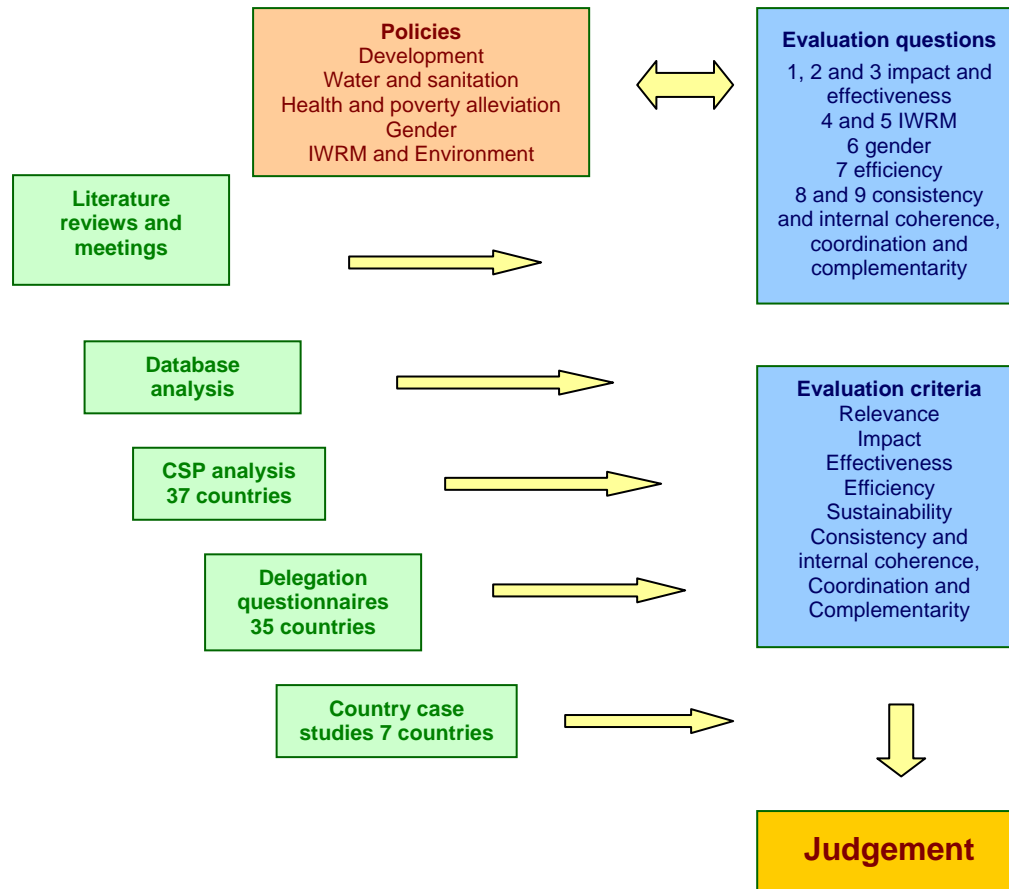 Policies
Development
Water and sanitation
Health and poverty alleviation
Gender
IWRM and Environment
Evaluation questions
1, 2 and 3 impact and
effectiveness
4 and 5 IWRM
6 gender
7 efficiency
8 and 9 consistency
and internal coherence,
coordination and
complementarity
Literature
reviews and
meetings
Database
analysis
CSP analysis
37 countries
Delegation
questionnaires
35 countries
Country case
studies 7 countries
Evaluation criteria
Relevance
Impact
Effectiveness
Efficiency
Sustainability
Consistency and
internal coherence,
Coordination and
Complementarity
Judgement